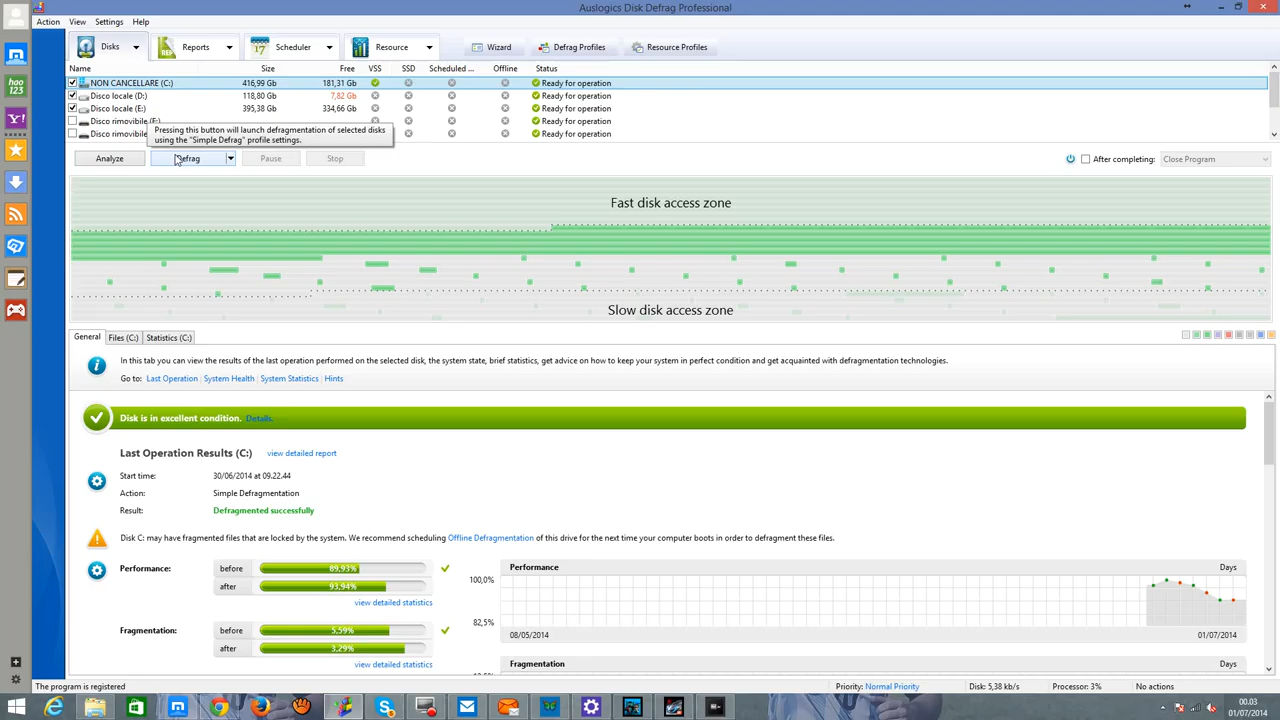 Auslogics Disk Defrag Professional
Action View Settings Help
Disks Reports Scheduler Resource Wizard Defrag Profiles Resource Profiles
Name Size Free VSS SSD Scheduled ... Offline Status
NON CANCELLARE (C:) 416,99 Gb 181,31 Gb Ready for operation
Disco locale (D:) 118,80 Gb 7,82 Gb Ready for operation
Disco locale (E:) 395,38 Gb 334,66 Gb Ready for operation
Disco rimovibile (F:) Ready for operation
Disco rimovibile Ready for operation
Pressing this button will launch defragmentation of selected disks
using the "Simple Defrag" profile settings.
Analyze Defrag Pause Stop After completing: Close Program
Fast disk access zone
Slow disk access zone
General Files (C:) Statistics (C:)
In this tab you can view the results of the last operation performed on the selected disk, the system state, brief statistics, get advice on how to keep your system in perfect condition and get acquainted with defragmentation technologies.
Go to: Last Operation System Health System Statistics Hints
Disk is in excellent condition. Details.
Last Operation Results (C:) view detailed report
Start time: 30/06/2014 at 09.22.44
Action: Simple Defragmentation
Result: Defragmented successfully
Disk C: may have fragmented files that are locked by the system. We recommend scheduling Offline Defragmentation of this drive for the next time your computer boots in order to defragment these files.
Performance: before 89,93%
after 93,94%
view detailed statistics
Performance Days
100,0%
82,5%
08/05/2014 01/07/2014
Fragmentation: before 5,59%
after 3,29%
view detailed statistics
Fragmentation Days
The program is registered Priority: Normal Priority Disk: 5,38 kb/s Processor: 3% No actions
hao
123
00.03
01/07/2014